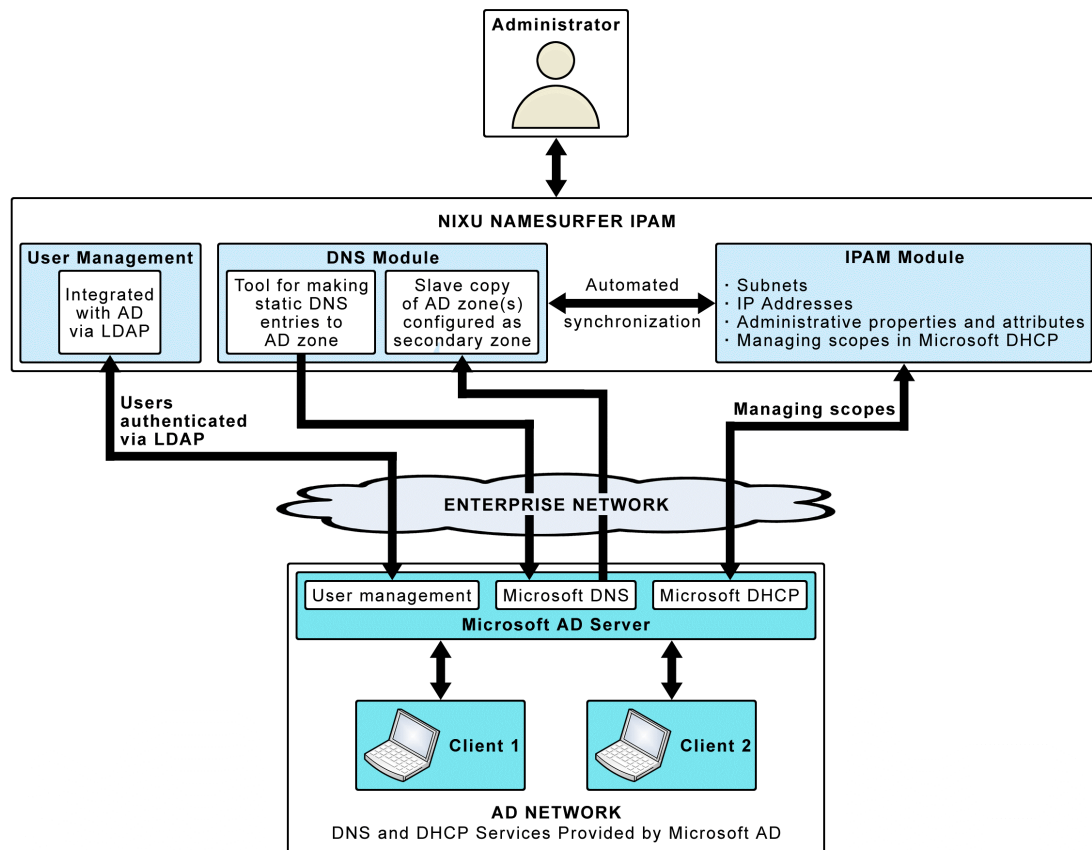 Administrator
NIXU NAMESURFER IPAM
User Management
Integrated
with AD
via LDAP
DNS Module
Tool for making
static DNS
entries to
AD zone
Slave copy
of AD zone(s)
configured as
secondary zone
Automated
synchronization
IPAM Module
· Subnets
· IP Addresses
· Administrative properties and attributes
· Managing scopes in Microsoft DHCP
Users
authenticated
via LDAP
Managing scopes
ENTERPRISE NETWORK
User management
Microsoft DNS
Microsoft DHCP
Microsoft AD Server
Client 1
Client 2
AD NETWORK
DNS and DHCP Services Provided by Microsoft AD